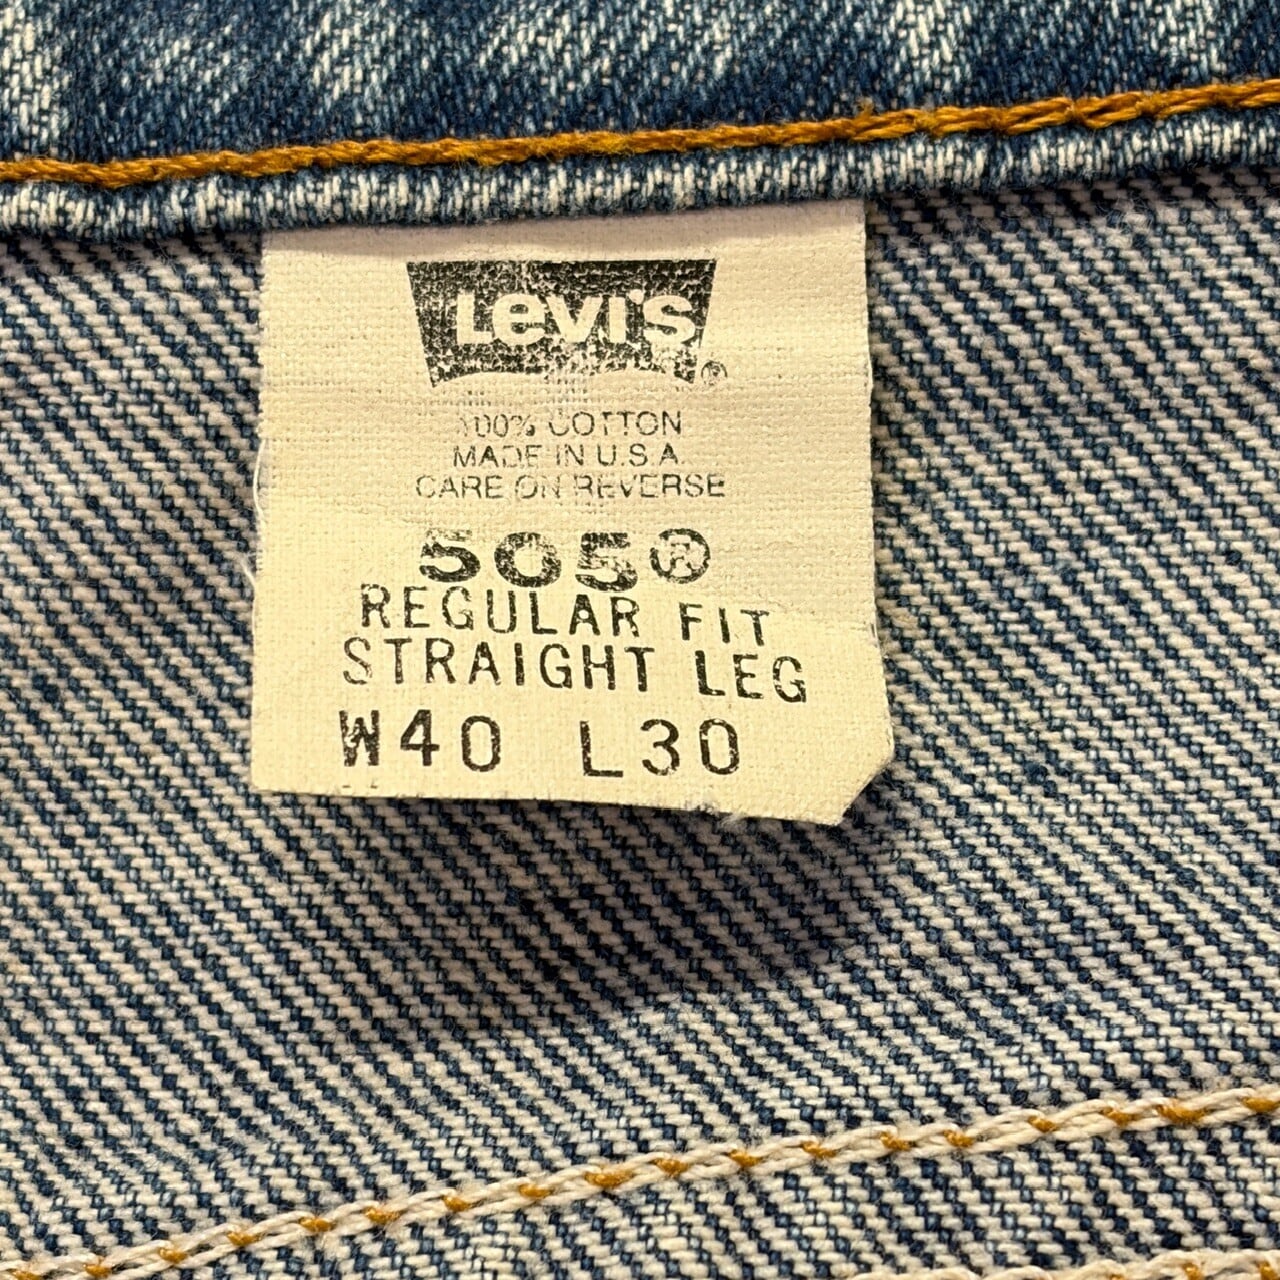 Levi's®
100% COTTON
MADE IN U.S.A.
CARE ON REVERSE
505®
REGULAR FIT
STRAIGHT LEG
W40 L30